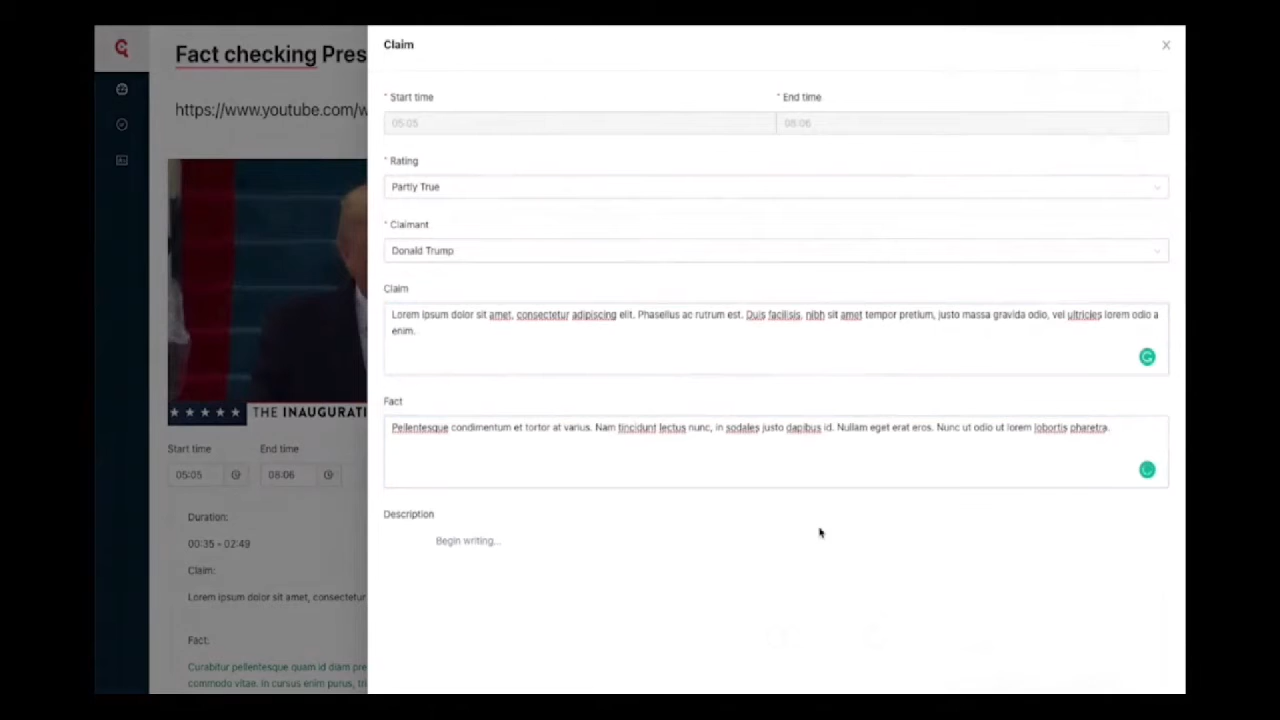 Fact checking Pres
https://www.youtube.com/w
THE INAUGURATI
Start time
End time
05:05
08:06
Duration:
00:35 - 02:49
Claim:
Lorem ipsum dolor sit amet, consectetur
Fact:
Curabitur pellentesque quam id diam pre
commodo vitae. In cursus enim purus, tri
Claim
* Start time
* End time
05:05
08:06
* Rating
Partly True
* Claimant
Donald Trump
Claim
Lorem ipsum dolor sit amet, consectetur adipiscing elit. Phasellus ac rutrum est. Duis facilisis, nibh sit amet tempor pretium, justo massa gravida odio, vel ultricies lorem odio a
enim.
Fact
Pellentesque condimentum et tortor at varius. Nam tincidunt lectus nunc, in sodales justo dapibus id. Nullam eget erat eros. Nunc ut odio ut lorem lobortis pharetra.
Description
Begin writing...